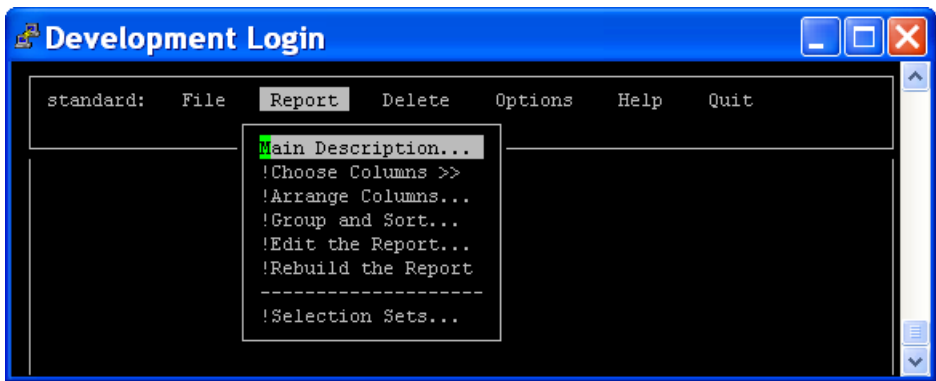 Development Login
standard: File Report Delete Options Help Quit
Main Description...
!Choose Columns >>
!Arrange Columns...
!Group and Sort...
!Edit the Report...
!Rebuild the Report
--------------------
!Selection Sets...